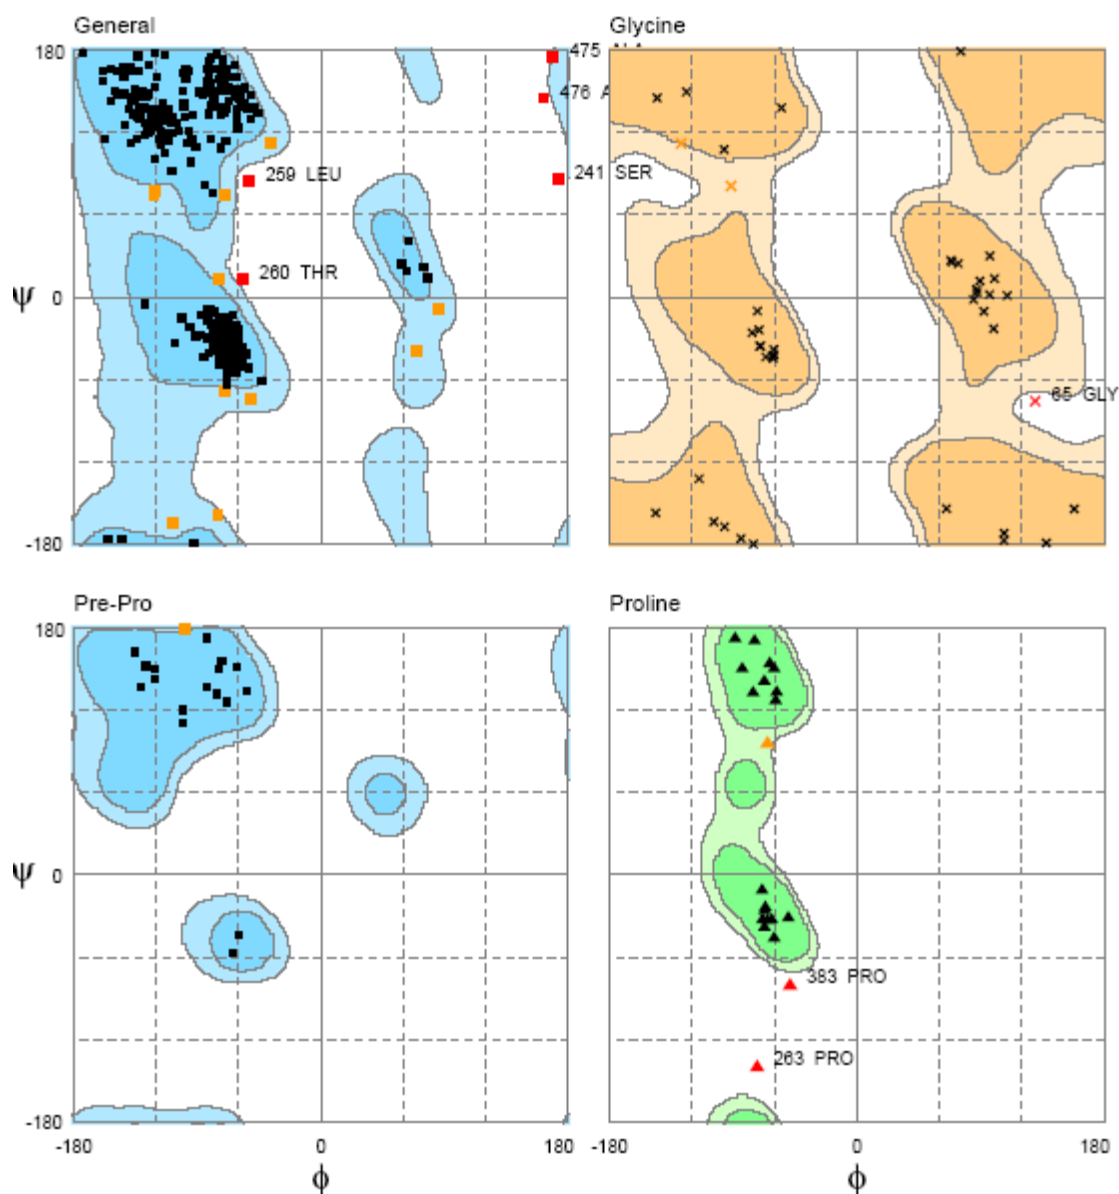 General
Glycine
180
475
476 A
259 LEU
241 SER
260 THR
ψ
0
65 GLY
-180
Pre-Pro
Proline
180
ψ
0
383 PRO
263 PRO
-180
-180
0
180
-180
0
180
ϕ
ϕ